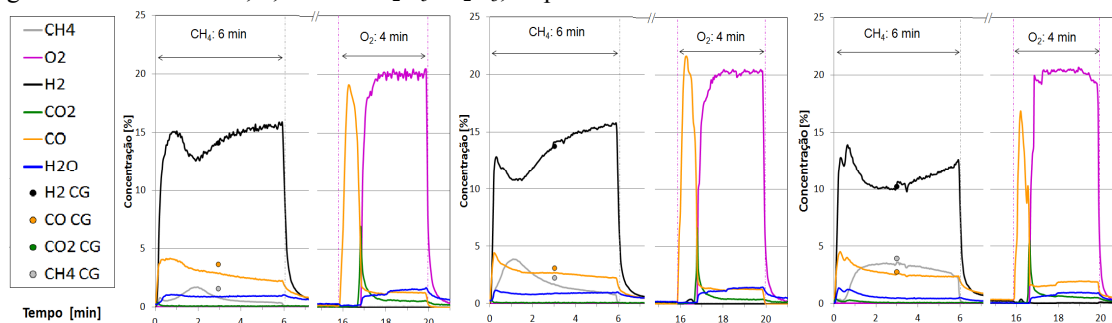 CH4
O2
H2
CO2
CO
H2O
H2 CG
CO CG
CO2 CG
CH4 CG
Tempo [min]
Concentração [%]
25
20
15
10
5
0
CH₄: 6 min
O₂: 4 min
0 2 4 6 16 18 20
Concentração [%]
25
20
15
10
5
0
CH₄: 6 min
O₂: 4 min
0 2 4 6 16 18 20
Concentração [%]
25
20
15
10
5
0
CH₄: 6 min
O₂: 4 min
0 2 4 6 16 18 20